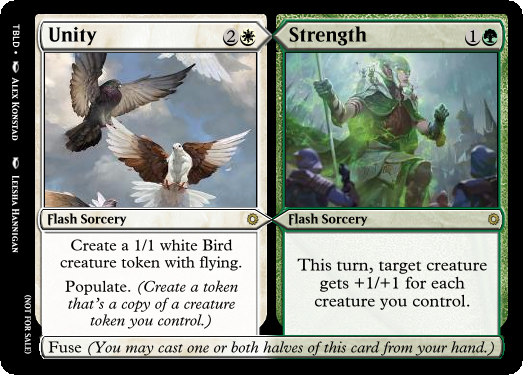 Unity 2
Flash Sorcery
Create a 1/1 white Bird
creature token with flying.
Populate. (Create a token
that's a copy of a creature
token you control.)
Strength 1
Flash Sorcery
This turn, target creature
gets +1/+1 for each
creature you control.
Fuse (You may cast one or both halves of this card from your hand.)
TBLD • Alex Konstad Leesha Hannigan
(NOT FOR SALE)